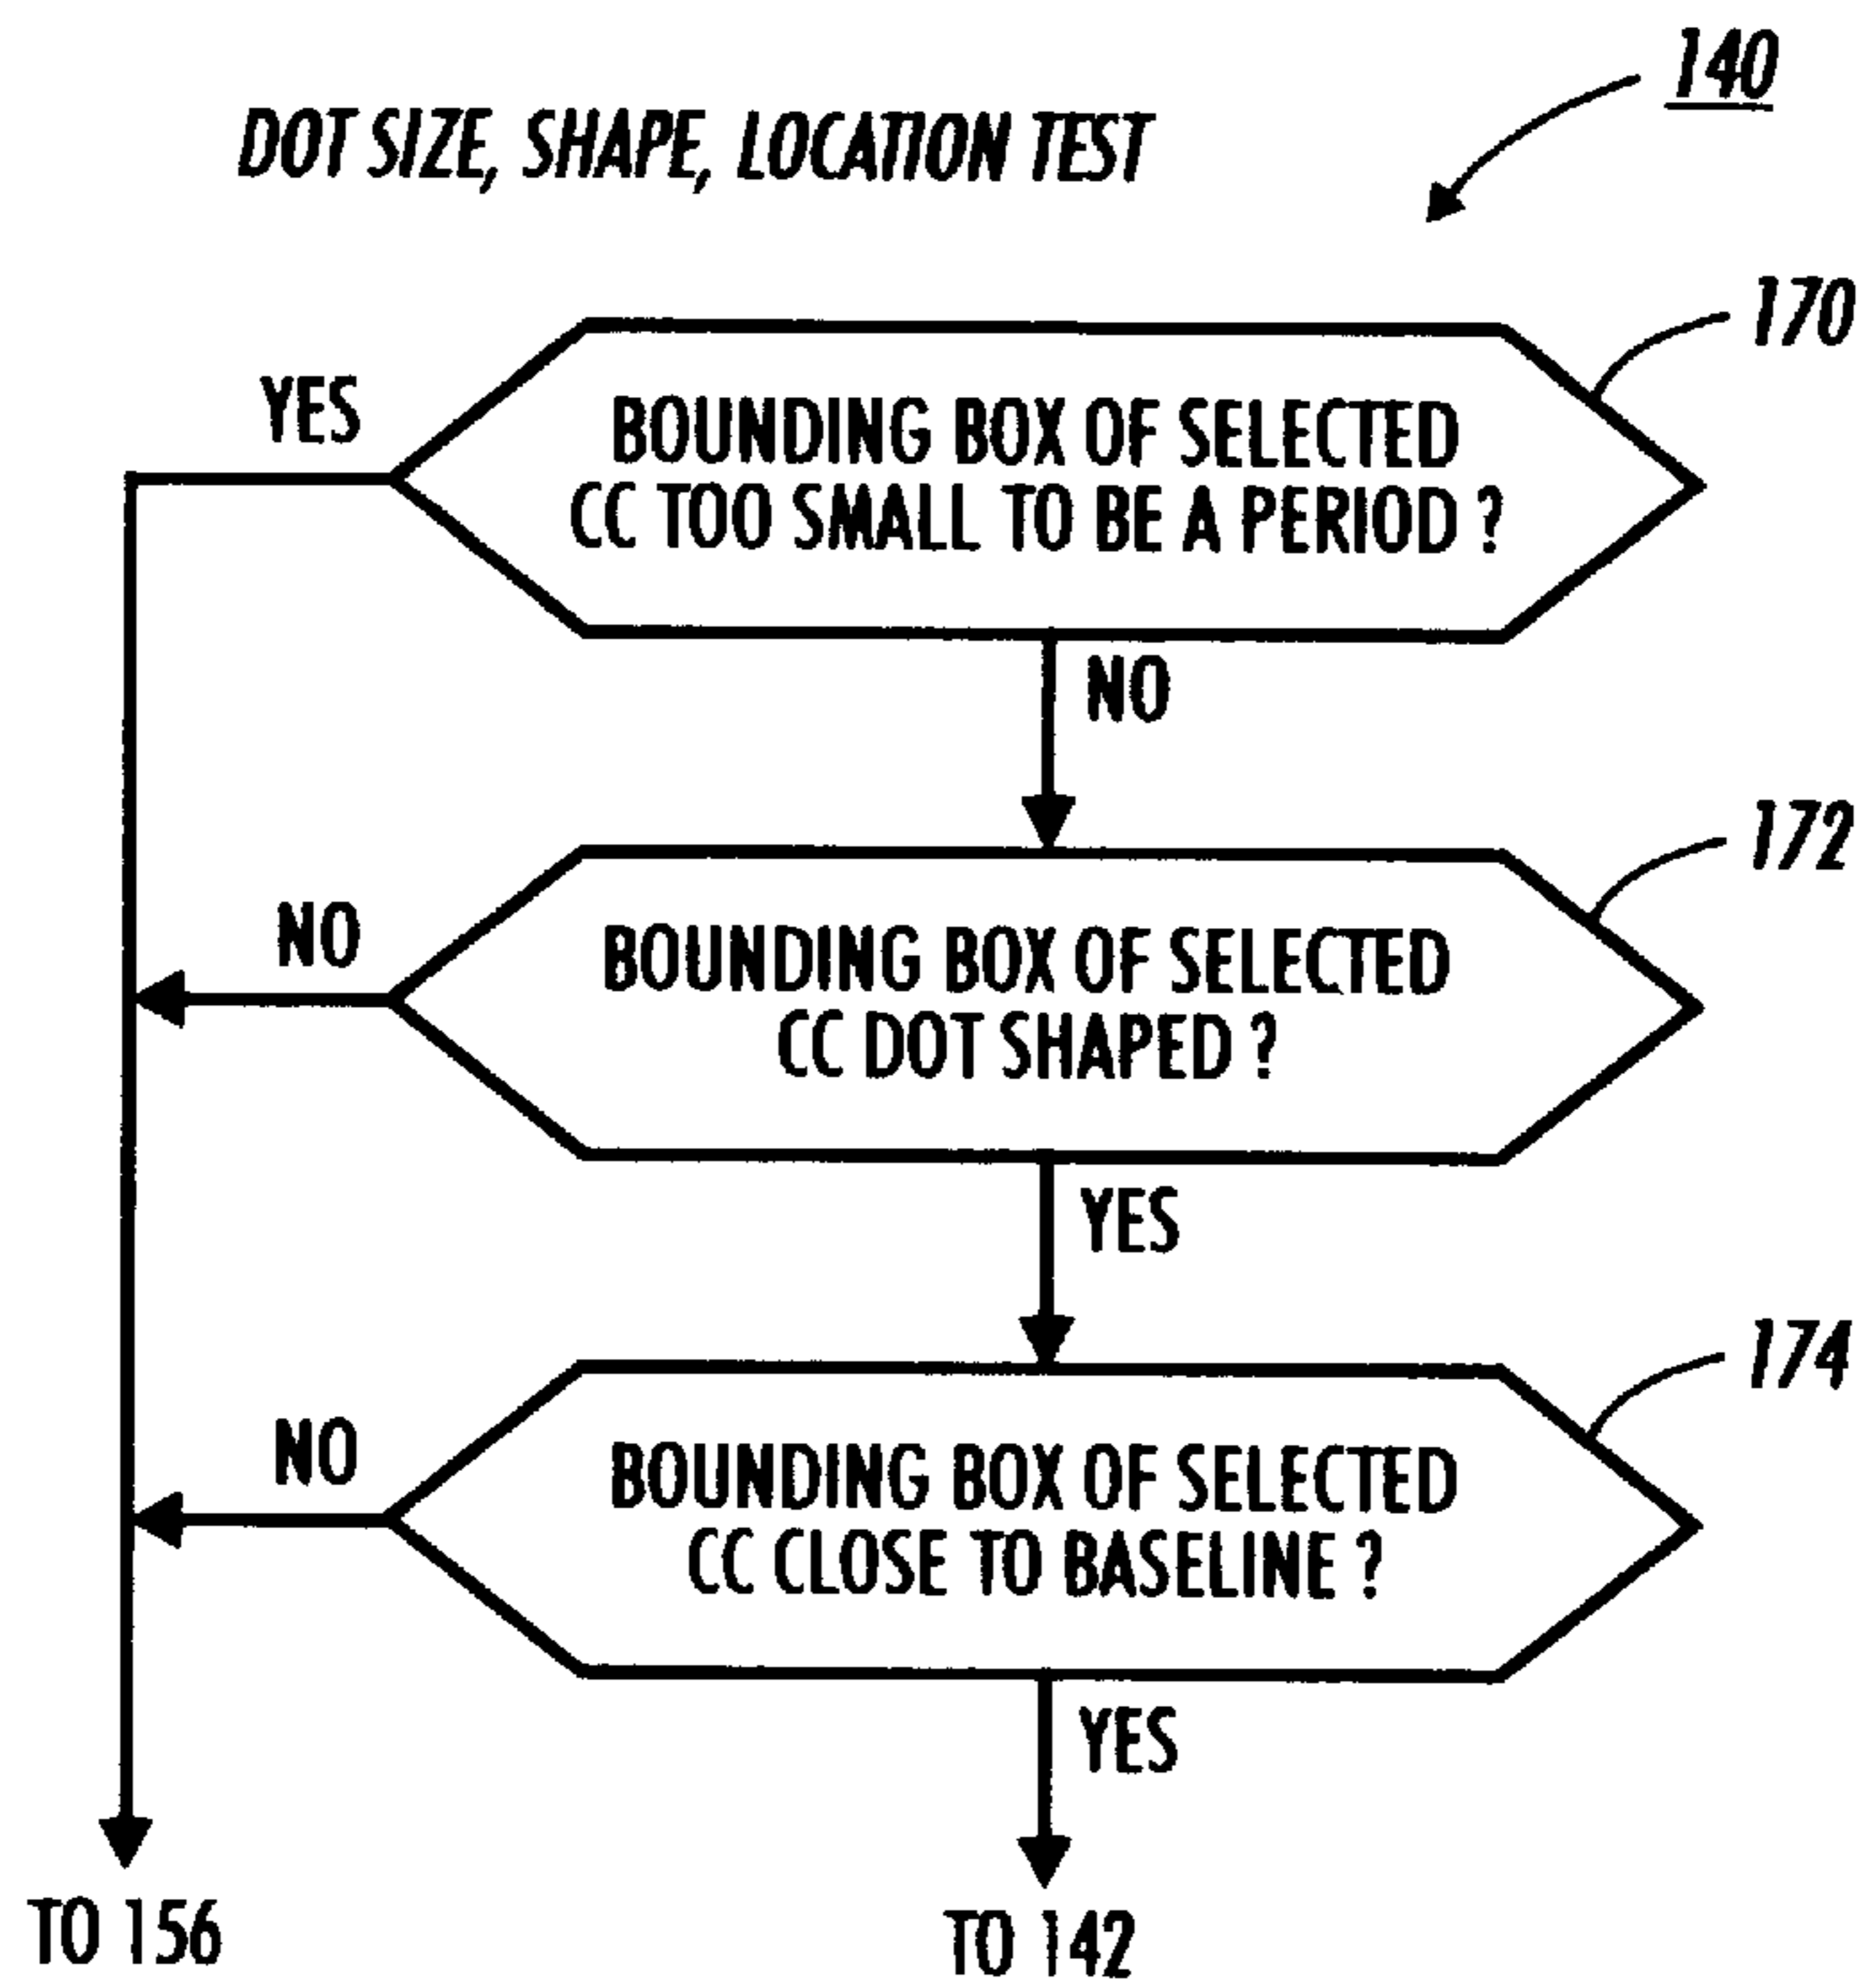 140
DOT SIZE, SHAPE, LOCATION TEST
170
YES
BOUNDING BOX OF SELECTED
CC TOO SMALL TO BE A PERIOD ?
NO
172
NO
BOUNDING BOX OF SELECTED
CC DOT SHAPED ?
YES
174
NO
BOUNDING BOX OF SELECTED
CC CLOSE TO BASELINE ?
YES
TO 156
TO 142